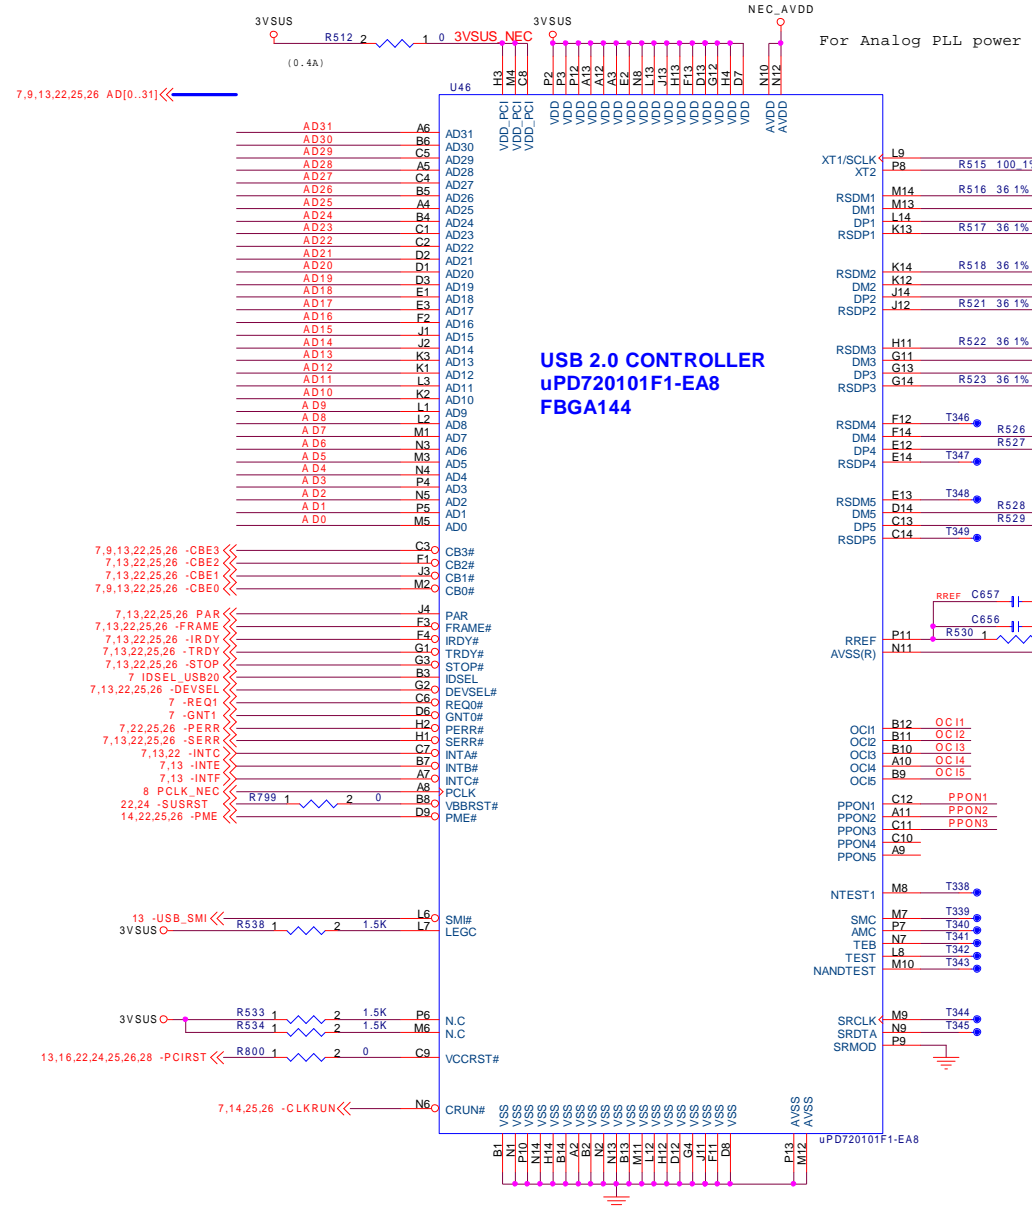 3VSUS 3VSUS NEC_AVDD
R512 2 1 0 3VSUS_NEC For Analog PLL power
(0.4A)
H3 M4 C8 P2 P3 P12 A13 A12 A3 E2 N8 L13 J13 H13 F13 D13 G12 H4 D7 N10 N12
7,9,13,22,25,26 AD[0..31] U46
VDD_PCI VDD_PCI VDD_PCI VDD VDD VDD VDD VDD VDD VDD VDD VDD VDD VDD VDD VDD VDD VDD VDD AVDD AVDD
AD31 A6 AD31
AD30 B6 AD30
AD29 C5 AD29
AD28 A5 AD28
AD27 C4 AD27
AD26 B5 AD26
AD25 A4 AD25
AD24 B4 AD24
AD23 C1 AD23
AD22 C2 AD22
AD21 D2 AD21
AD20 D1 AD20
AD19 D3 AD19
AD18 E1 AD18
AD17 E3 AD17
AD16 F2 AD16
AD15 J1 AD15
AD14 J2 AD14
AD13 K3 AD13
AD12 K1 AD12
AD11 L3 AD11
AD10 K2 AD10
AD9 L1 AD9
AD8 L2 AD8
AD7 M1 AD7
AD6 N3 AD6
AD5 M3 AD5
AD4 N4 AD4
AD3 P4 AD3
AD2 N5 AD2
AD1 P5 AD1
AD0 M5 AD0
7,9,13,22,25,26 -CBE3 C3 CB3#
7,13,22,25,26 -CBE2 F1 CB2#
7,13,22,25,26 -CBE1 J3 CB1#
7,9,13,22,25,26 -CBE0 M2 CB0#
7,13,22,25,26 PAR J4 PAR
7,13,22,25,26 -FRAME F3 FRAME#
7,13,22,25,26 -IRDY F4 IRDY#
7,13,22,25,26 -TRDY G1 TRDY#
7,13,22,25,26 -STOP G3 STOP#
7 IDSEL_USB20 B3 IDSEL
7,13,22,25,26 -DEVSEL G2 DEVSEL#
7 -REQ1 C6 REQ0#
7 -GNT1 D6 GNT0#
7,22,25,26 -PERR H2 PERR#
7,13,22,25,26 -SERR H1 SERR#
7,13,22 -INTC C7 INTA#
7,13 -INTE B7 INTB#
7,13 -INTF A7 INTC#
8 PCLK_NEC A8 PCLK
22,24 -SUSRST R799 1 2 0 B8 VBBRST#
14,22,25,26 -PME D9 PME#
13 -USB_SMI L6 SMI#
3VSUS R538 1 2 1.5K L7 LEGC
3VSUS R533 1 2 1.5K P6 N.C
R534 1 2 1.5K M6 N.C
13,16,22,24,25,26,28 -PCIRST R800 1 2 0 C9 VCCRST#
7,14,25,26 -CLKRUN N6 CRUN#
USB 2.0 CONTROLLER
uPD720101F1-EA8
FBGA144
XT1/SCLK L9
XT2 P8 R515 100_1%
RSDM1 M14 R516 36 1%
DM1 M13
DP1 L14
RSDP1 K13 R517 36 1%
RSDM2 K14 R518 36 1%
DM2 K12
DP2 J14
RSDP2 J12 R521 36 1%
RSDM3 H11 R522 36 1%
DM3 G11
DP3 G13
RSDP3 G14 R523 36 1%
RSDM4 F12 T346
DM4 F14 R526
DP4 E12 R527
RSDP4 E14 T347
RSDM5 E13 T348
DM5 D14 R528
DP5 C13 R529
RSDP5 C14 T349
RREF C657
C656
RREF P11 R530 1
AVSS(R) N11
OCI1 B12 OCI1
OCI2 B11 OCI2
OCI3 B10 OCI3
OCI4 A10 OCI4
OCI5 B9 OCI5
PPON1 C12 PPON1
PPON2 A11 PPON2
PPON3 C11 PPON3
PPON4 C10
PPON5 A9
NTEST1 M8 T338
SMC M7 T339
AMC P7 T340
TEB N7 T341
TEST L8 T342
NANDTEST M10 T343
SRCLK M9 T344
SRDTA N9 T345
SRMOD P9
VSS VSS VSS VSS VSS VSS VSS VSS VSS VSS VSS VSS VSS VSS VSS VSS VSS VSS VSS AVSS AVSS
uPD720101F1-EA8
B1 N1 P10 N14 H14 B14 A2 B2 N2 N13 B13 M11 L12 H12 D12 G4 J11 F11 D8 P13 M12